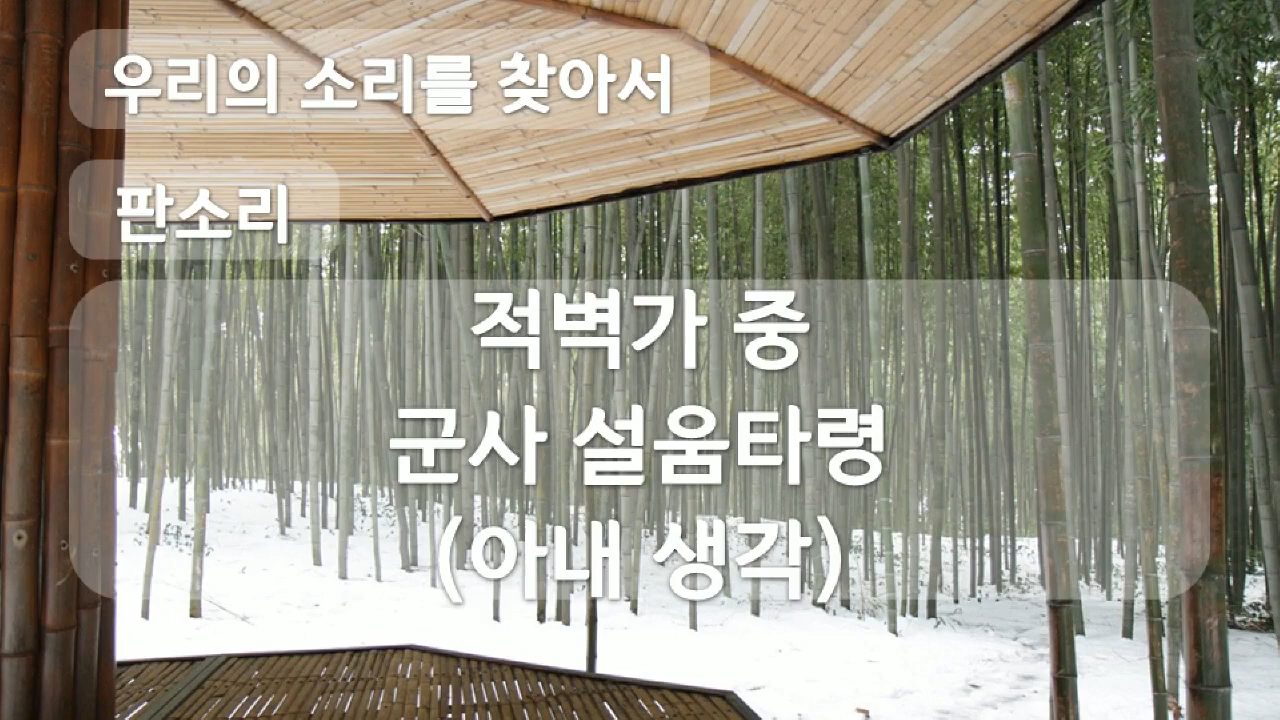 우리의 소리를 찾아서
판소리
적벽가 중
군사 설움타령
(아내 생각)